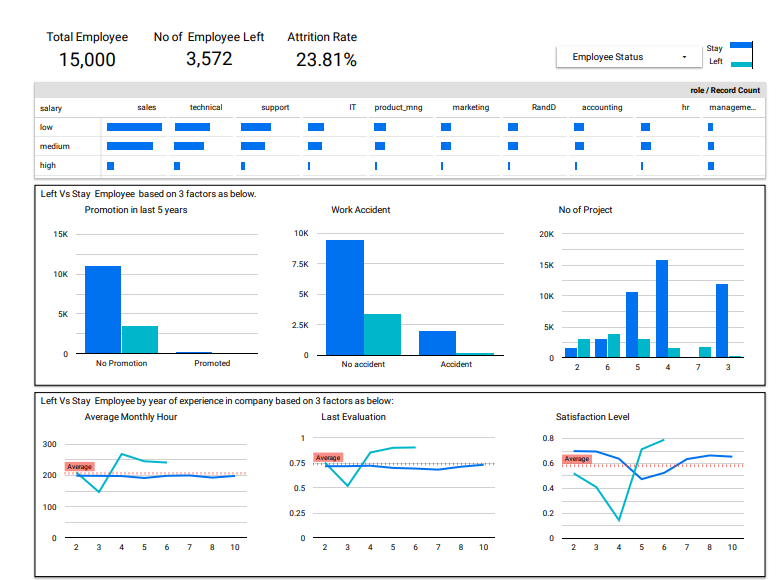 Total Employee No of Employee Left Attrition Rate
15,000 3,572 23.81%
Employee Status
Stay
Left
role / Record Count
salary sales technical support IT product_mng marketing RandD accounting hr manageme...
low
medium
high
Left Vs Stay Employee based on 3 factors as below.
Promotion in last 5 years Work Accident No of Project
15K
10K
5K
0
No Promotion Promoted
10K
7.5K
5K
2.5K
0
No accident Accident
20K
15K
10K
5K
0
2 6 5 4 7 3
Left Vs Stay Employee by year of experience in company based on 3 factors as below:
Average Monthly Hour Last Evaluation Satisfaction Level
300
200
100
0
Average
2 3 4 5 6 7 8 10
1
0.75
0.5
0.25
0
Average
2 3 4 5 6 7 8 10
0.8
0.6
0.4
0.2
0
Average
2 3 4 5 6 7 8 10